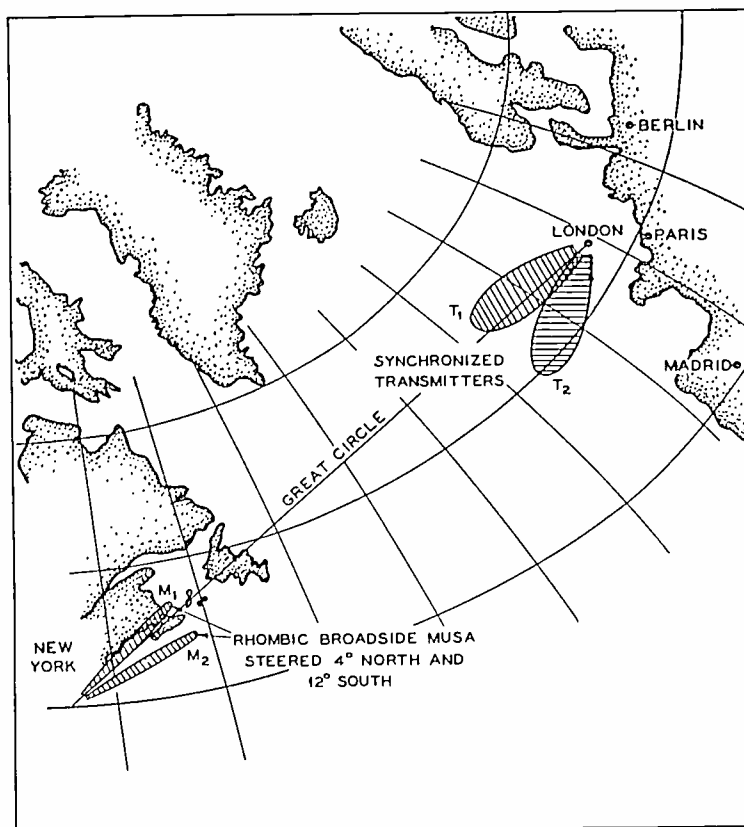 BERLIN
LONDON
PARIS
T1
SYNCHRONIZED
TRANSMITTERS
MADRID
T2
GREAT CIRCLE
M1
NEW
YORK
RHOMBIC BROADSIDE MUSA
M2
STEERED 4° NORTH AND
12° SOUTH